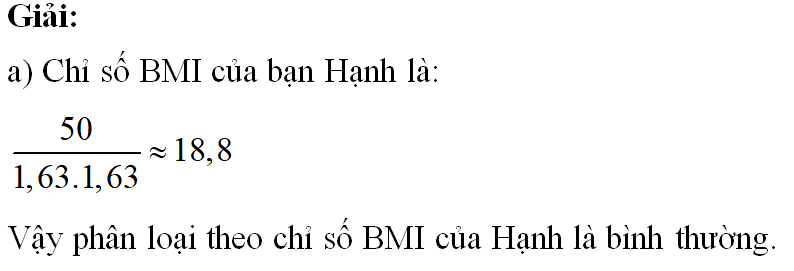 Giải:
a) Chỉ số BMI của bạn Hạnh là:
50
1,63.1,63
≈ 18,8
Vậy phân loại theo chỉ số BMI của Hạnh là bình thường.